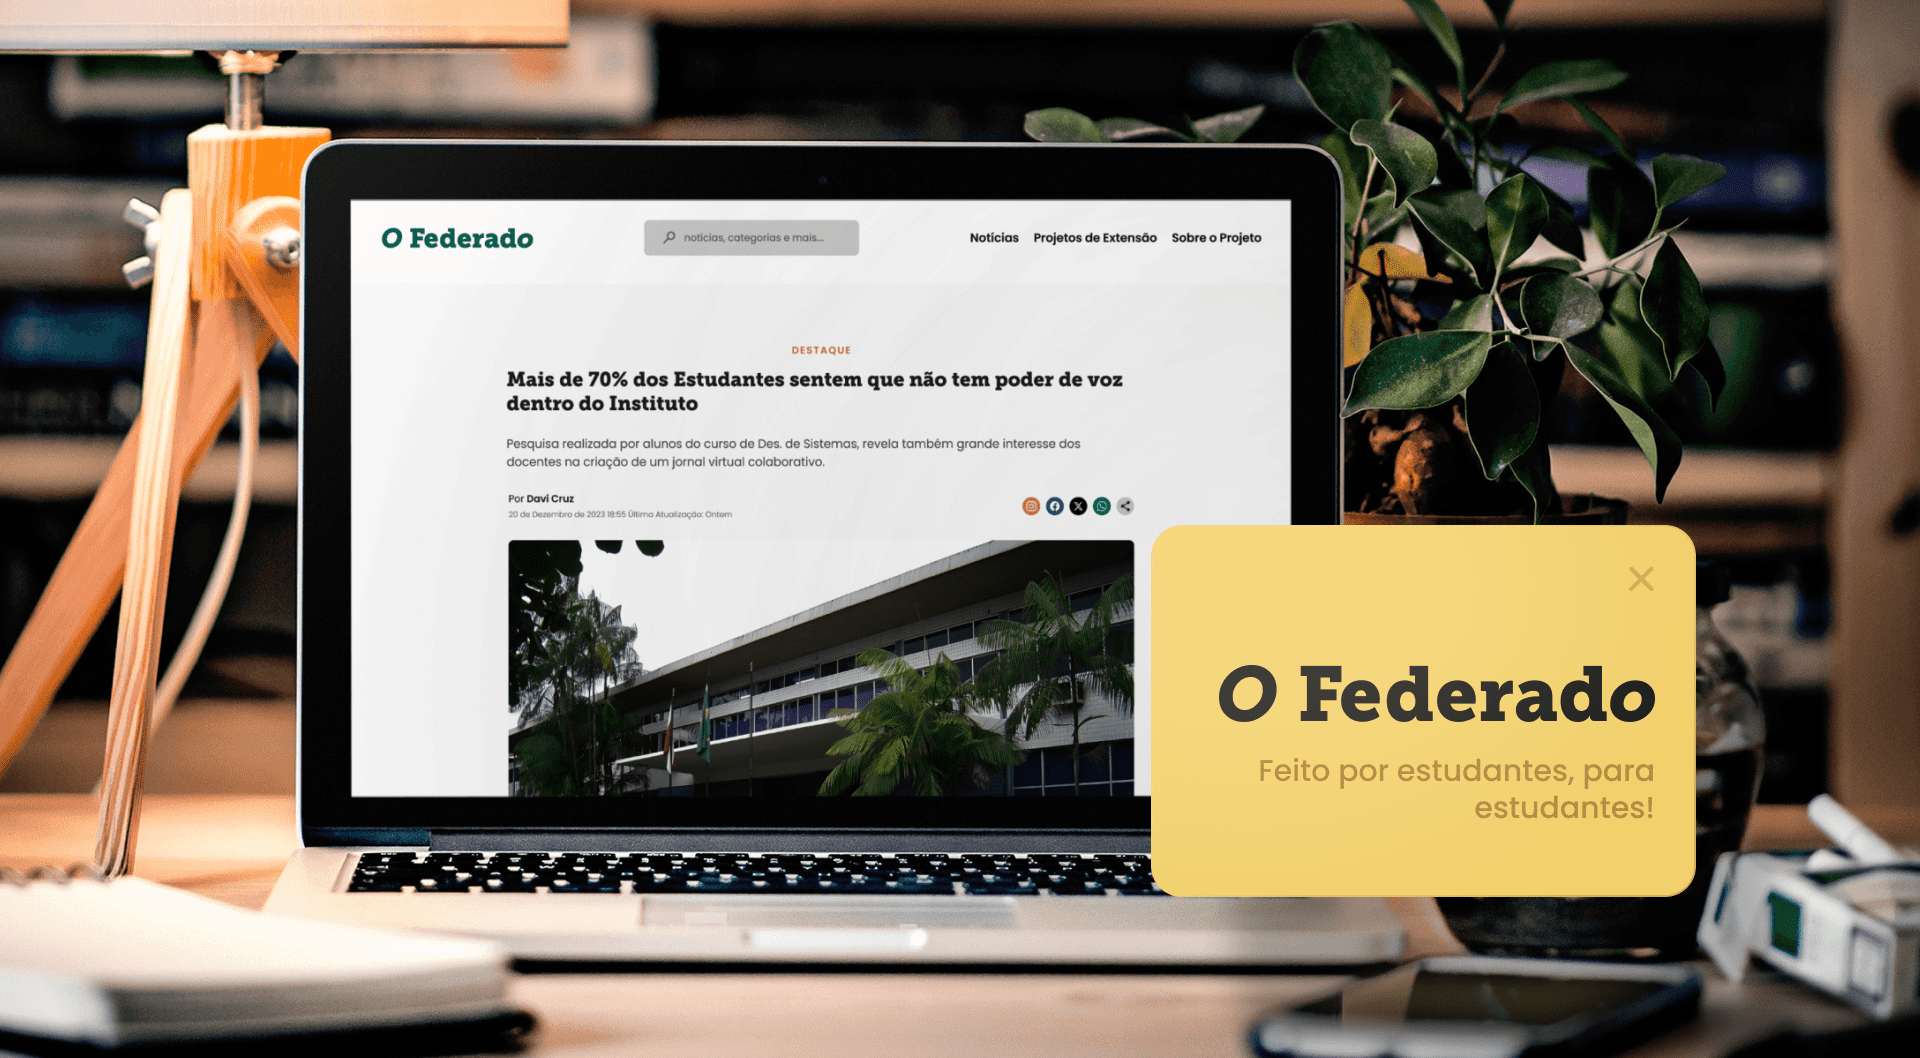 O Federado
notícias, categorias e mais...
Notícias Projetos de Extensão Sobre o Projeto
DESTAQUE
Mais de 70% dos Estudantes sentem que não tem poder de voz
dentro do Instituto
Pesquisa realizada por alunos do curso de Des. de Sistemas, revela também grande interesse dos
docentes na criação de um jornal virtual colaborativo.
Por Davi Cruz
20 de Dezembro de 2023 18:55 Última Atualização: Ontem
O Federado
Feito por estudantes, para
estudantes!